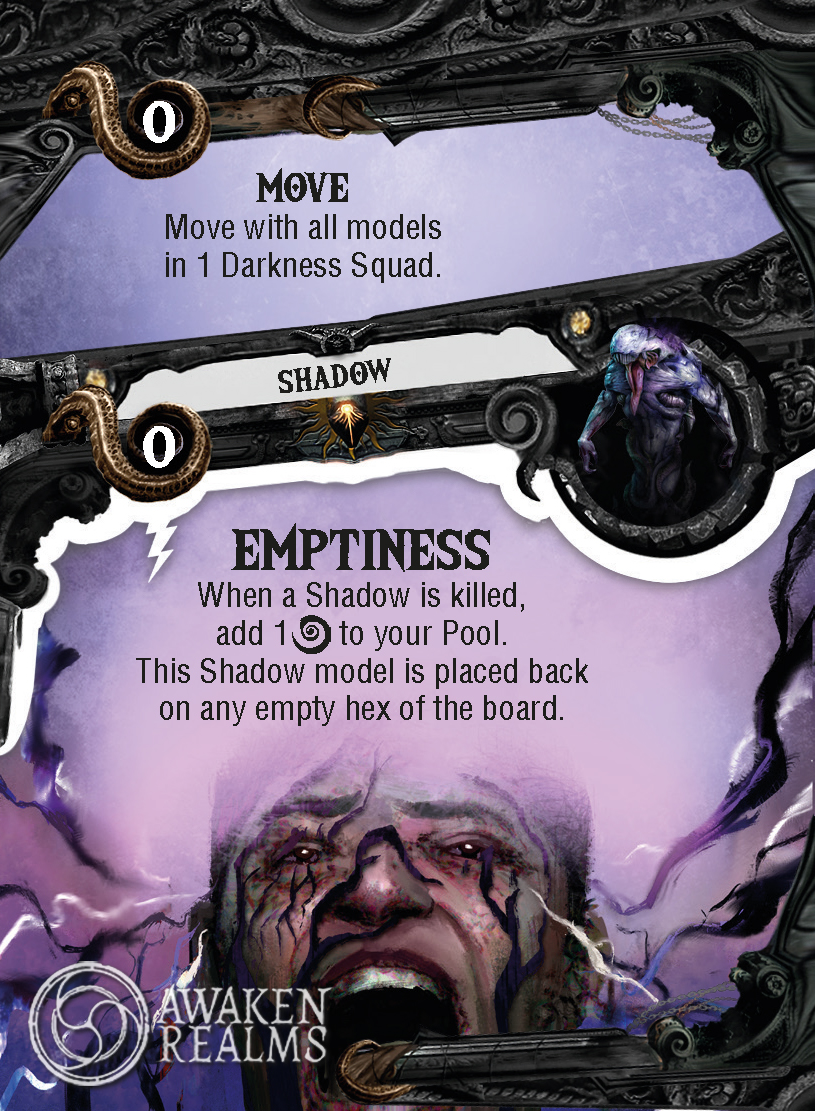 0
MOVE
Move with all models
in 1 Darkness Squad.
SHADOW
0
EMPTINESS
When a Shadow is killed,
add 1 to your Pool.
This Shadow model is placed back
on any empty hex of the board.
AWAKEN
REALMS